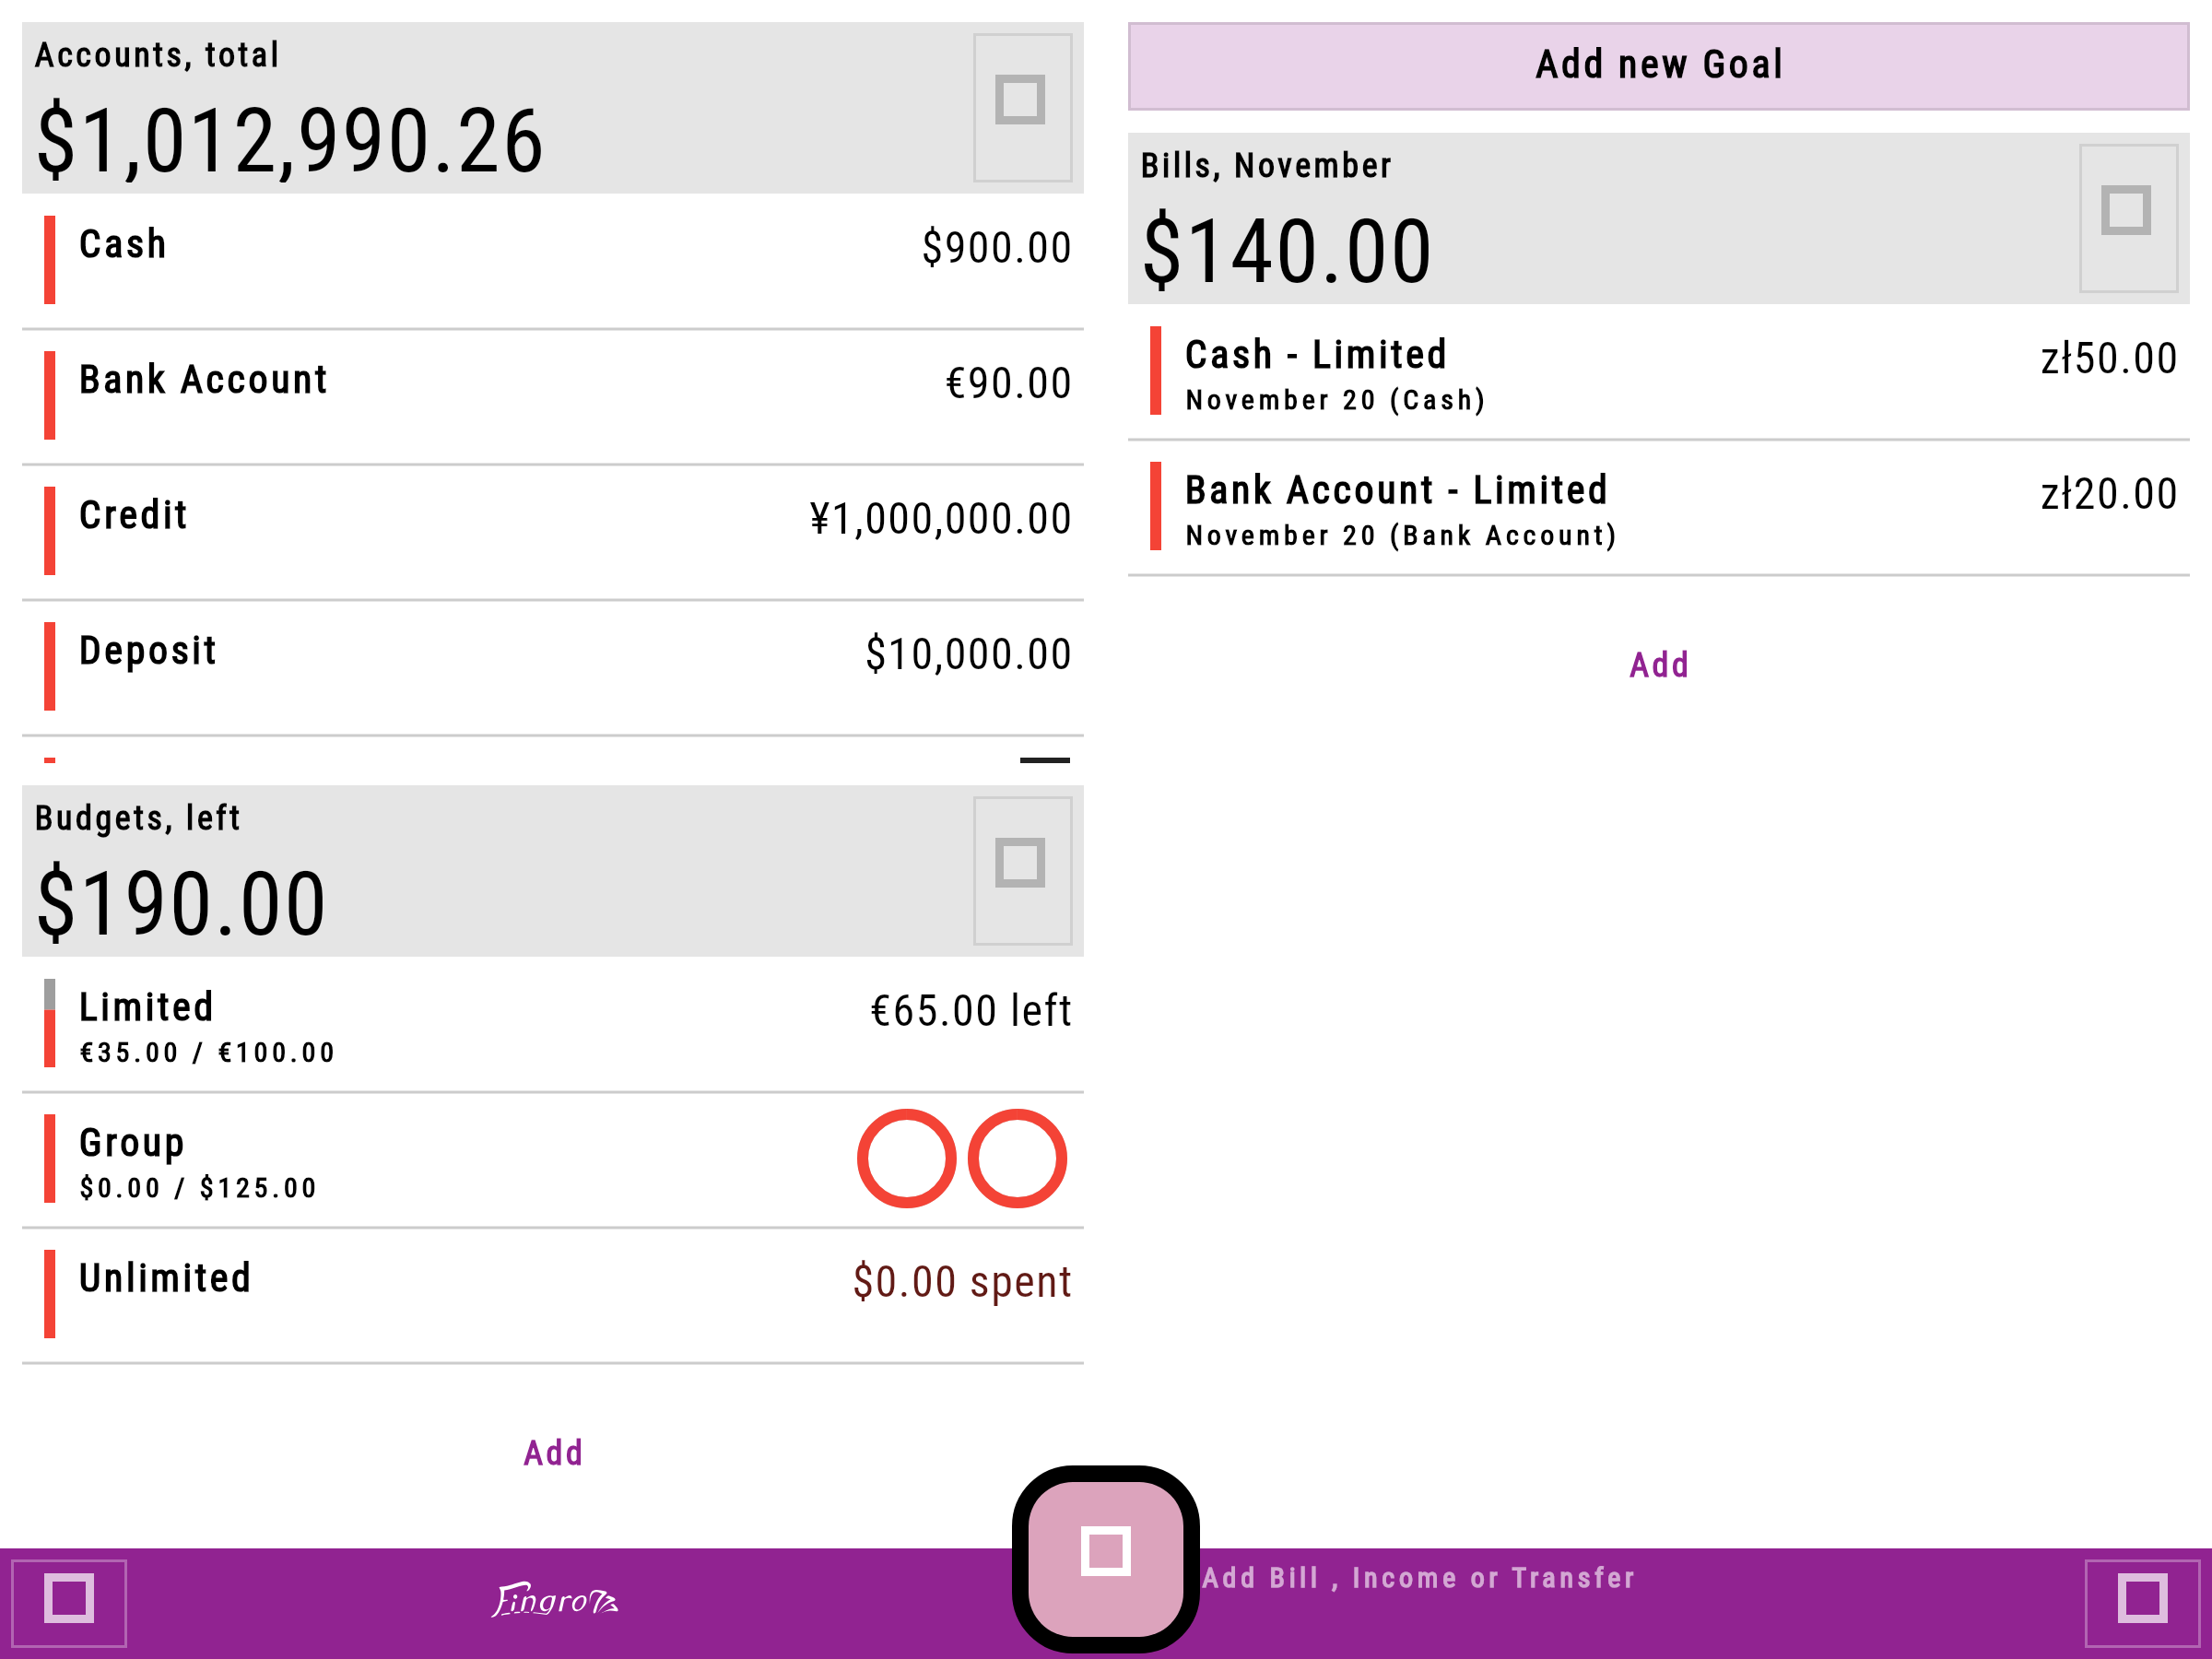 Accounts, total
$1,012,990.26
Cash
$900.00
Bank Account
€90.00
Credit
¥1,000,000.00
Deposit
$10,000.00
Budgets, left
$190.00
Limited
€65.00 left
€35.00 / €100.00
Group
$0.00 / $125.00
Unlimited
$0.00 spent
Add
Add new Goal
Bills, November
$140.00
Cash - Limited
zł50.00
November 20 (Cash)
Bank Account - Limited
zł20.00
November 20 (Bank Account)
Add
Add Bill , Income or Transfer